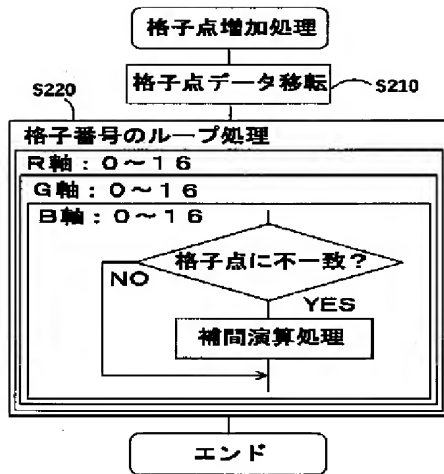 格子点増加処理
格子点データ移転
S210
S220
格子番号のループ処理
R軸：０～１６
G軸：０～１６
B軸：０～１６
格子点に不一致？
NO
YES
補間演算処理
エンド